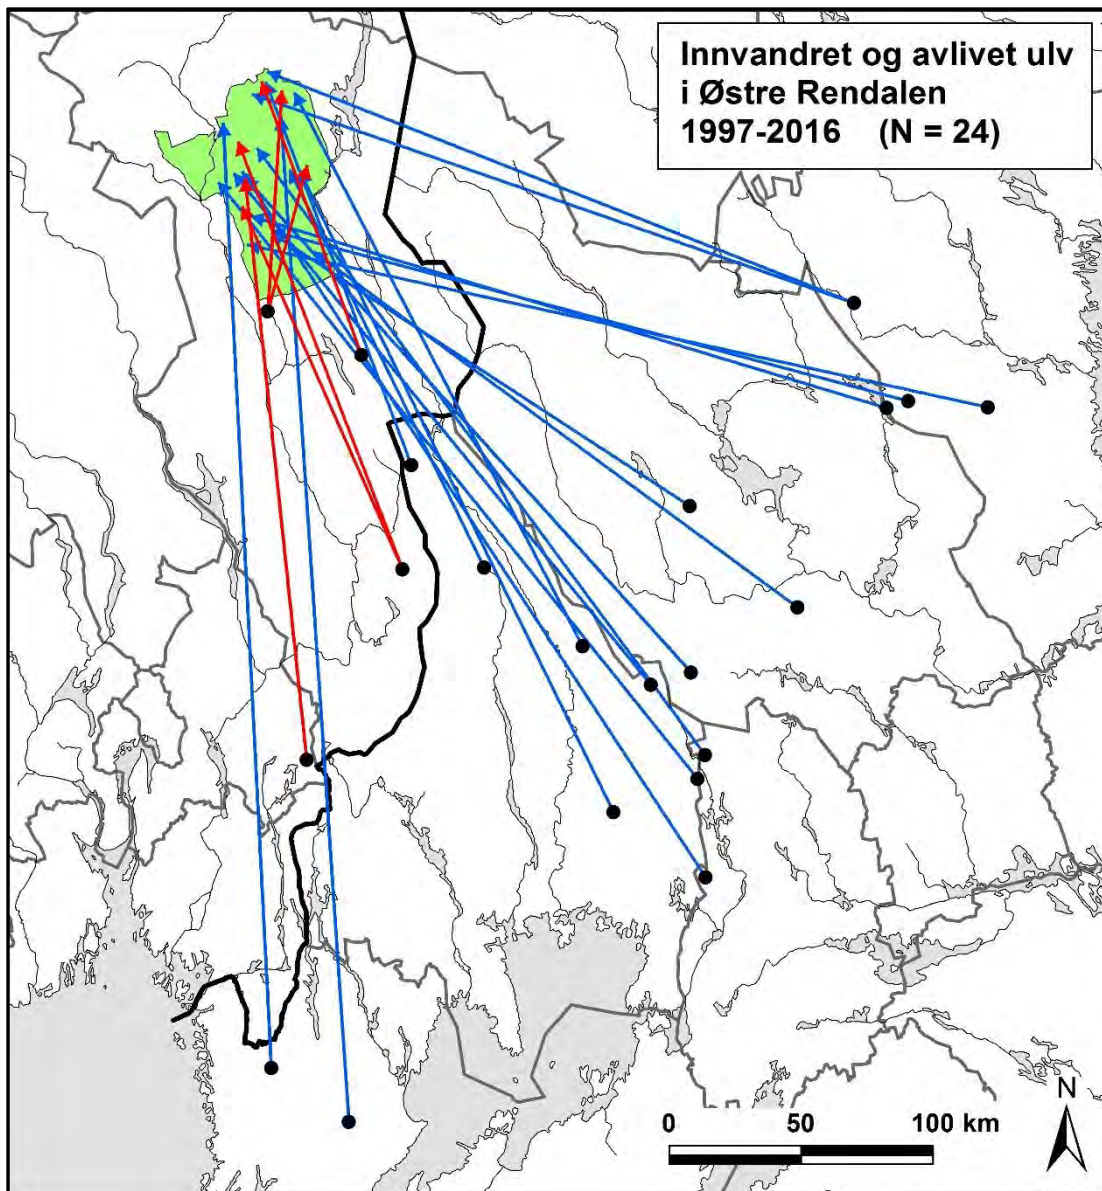 Innvandret og avlivet ulv
i Østre Rendalen
1997-2016 (N = 24)
N
0 50 100 km